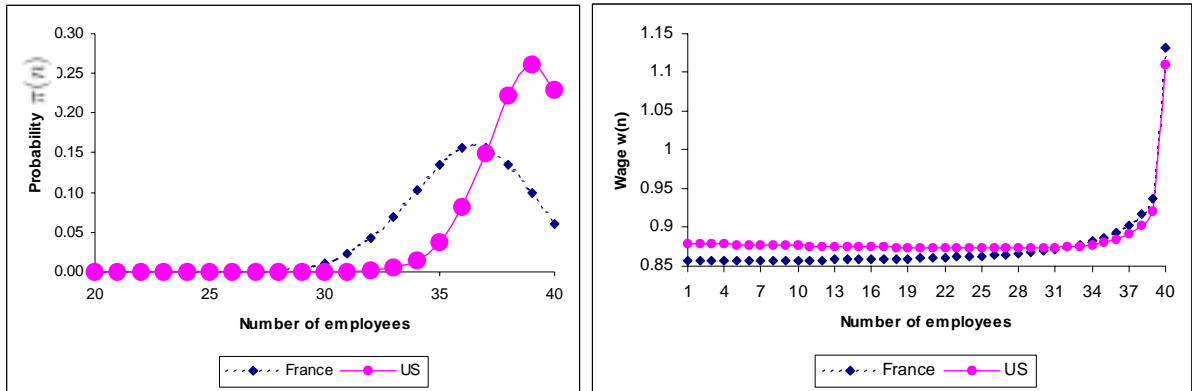 0.30
0.25
0.20
0.15
0.10
0.05
0.00
Probability π(n)
20 25 30 35 40
Number of employees
France US
1.15
1.1
1.05
1
0.95
0.9
0.85
Wage w(n)
1 4 7 10 13 16 19 22 25 28 31 34 37 40
Number of employees
France US